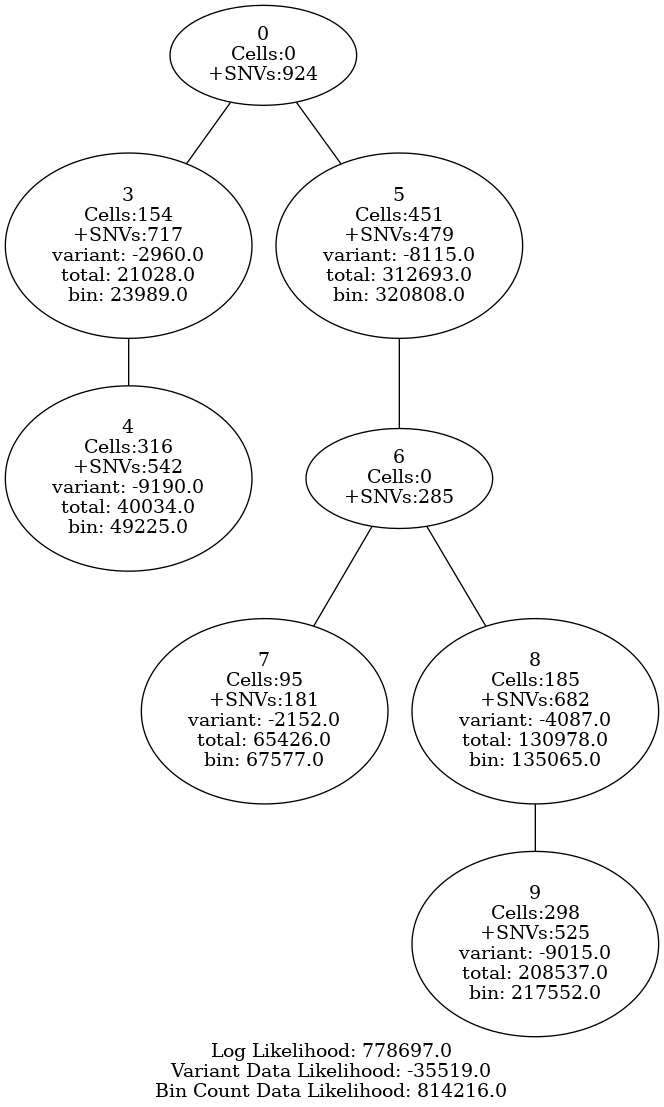 0
Cells:0
+SNVs:924
3
Cells:154
+SNVs:717
variant: -2960.0
total: 21028.0
bin: 23989.0
5
Cells:451
+SNVs:479
variant: -8115.0
total: 312693.0
bin: 320808.0
4
Cells:316
+SNVs:542
variant: -9190.0
total: 40034.0
bin: 49225.0
6
Cells:0
+SNVs:285
7
Cells:95
+SNVs:181
variant: -2152.0
total: 65426.0
bin: 67577.0
8
Cells:185
+SNVs:682
variant: -4087.0
total: 130978.0
bin: 135065.0
9
Cells:298
+SNVs:525
variant: -9015.0
total: 208537.0
bin: 217552.0
Log Likelihood: 778697.0
Variant Data Likelihood: -35519.0
Bin Count Data Likelihood: 814216.0